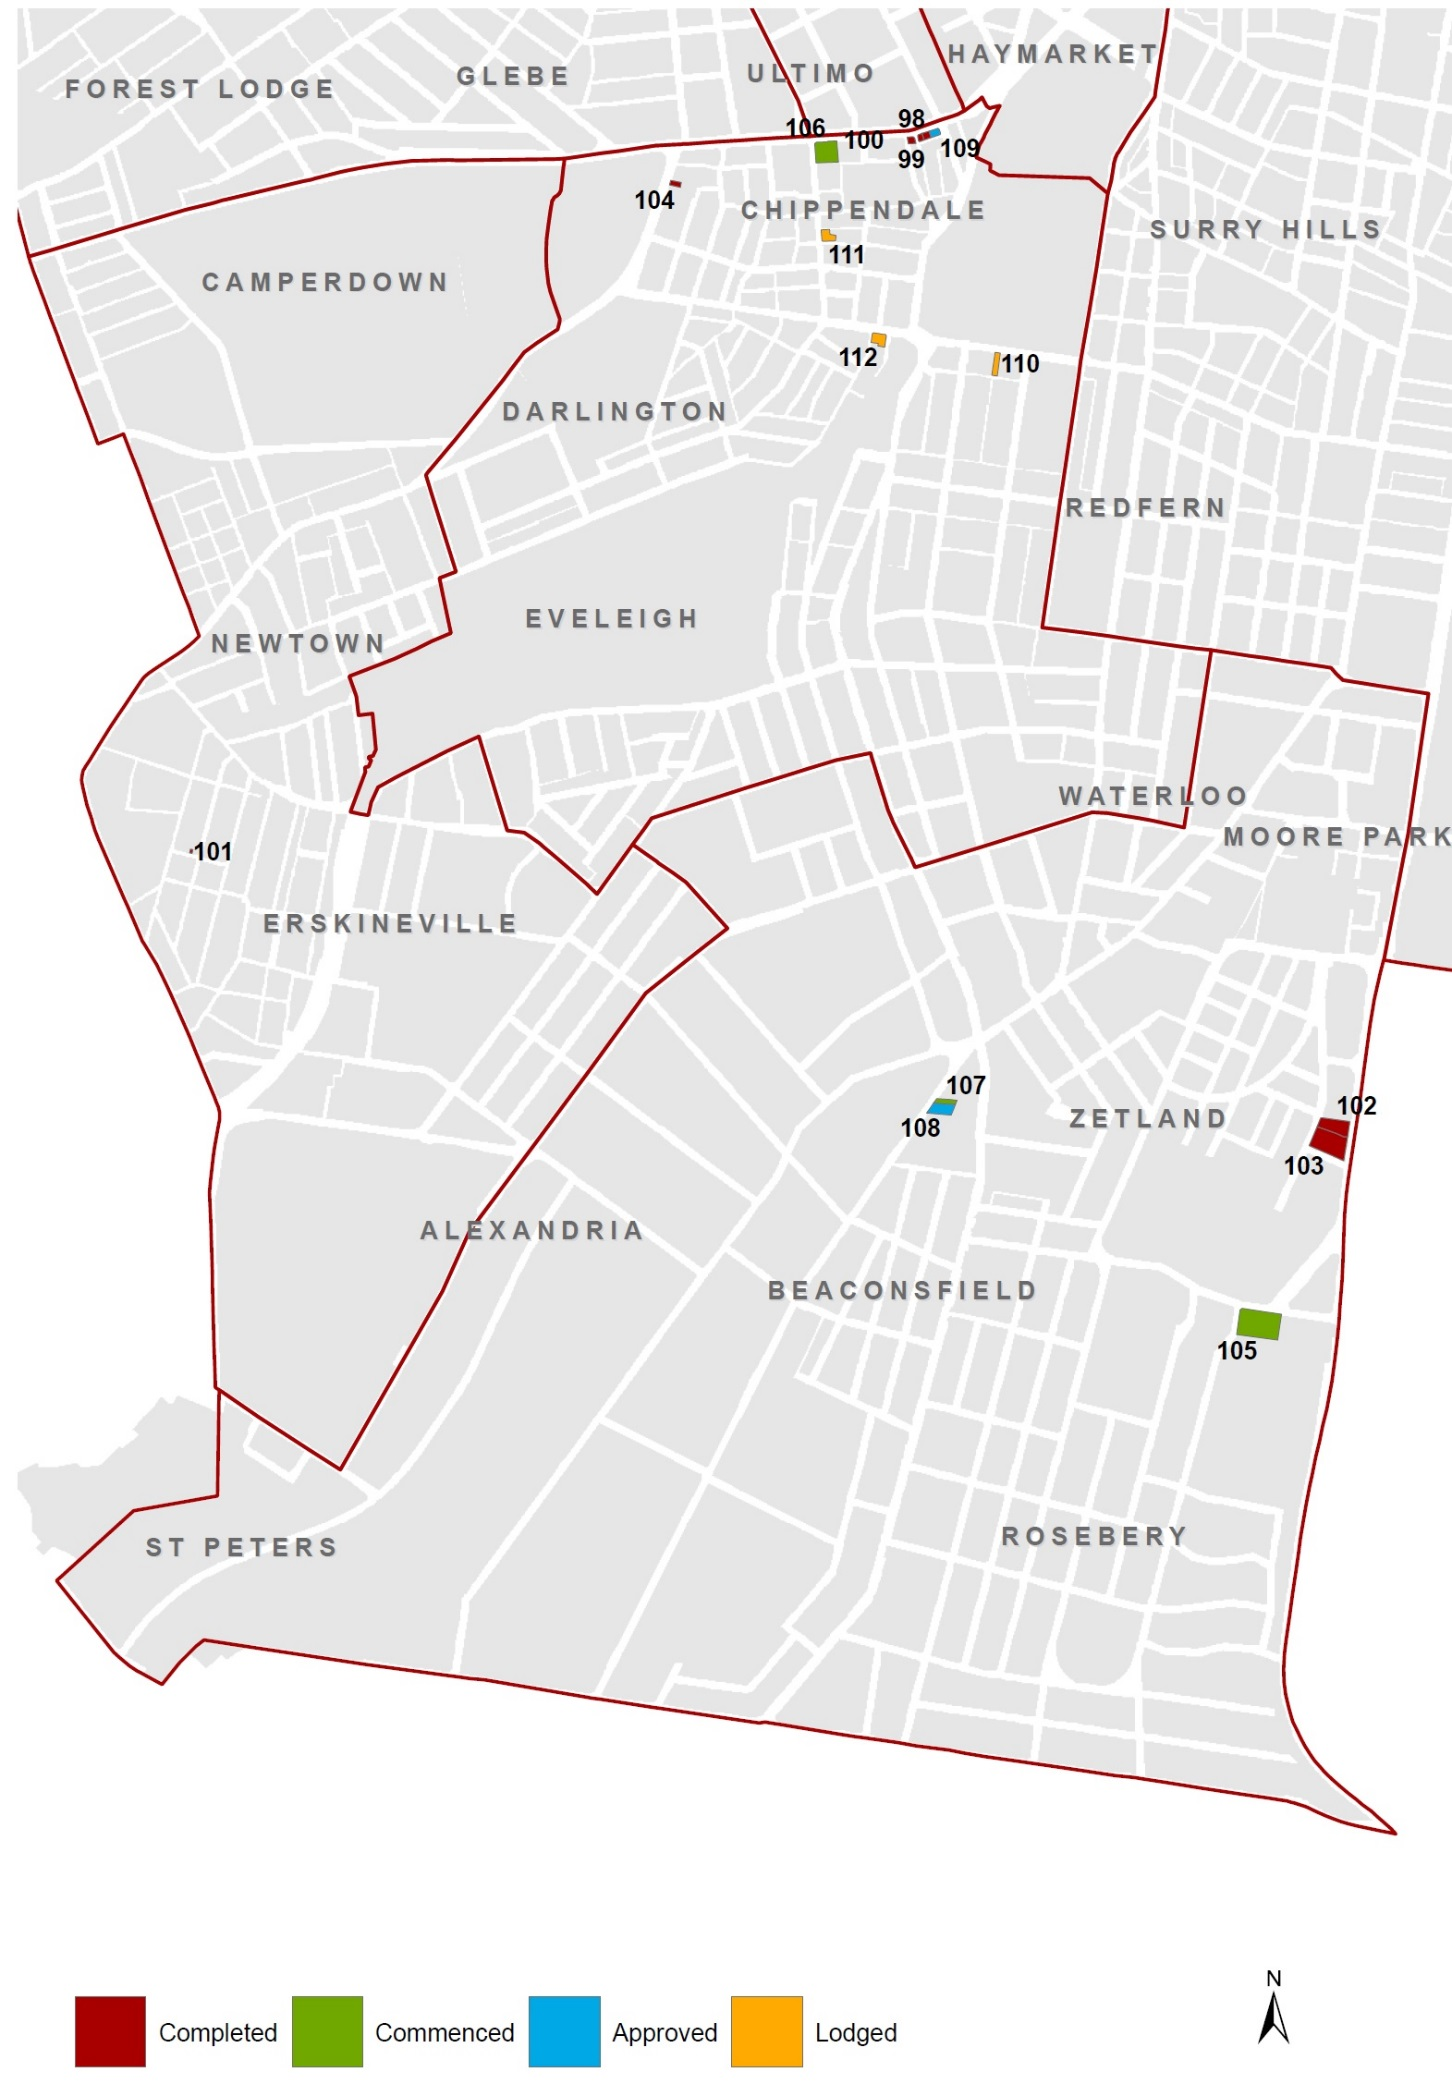 HAYMARKET
ULTIMO
GLEBE
FOREST LODGE
98
106
100
99
109
104
CHIPPENDALE
SURRY HILLS
111
CAMPERDOWN
112
110
DARLINGTON
REDFERN
EVELEIGH
NEWTOWN
WATERLOO
MOORE PARK
101
ERSKINEVILLE
107
102
ZETLAND
108
103
ALEXANDRIA
BEACONSFIELD
105
ROSEBERY
ST PETERS
N
Completed
Commenced
Approved
Lodged